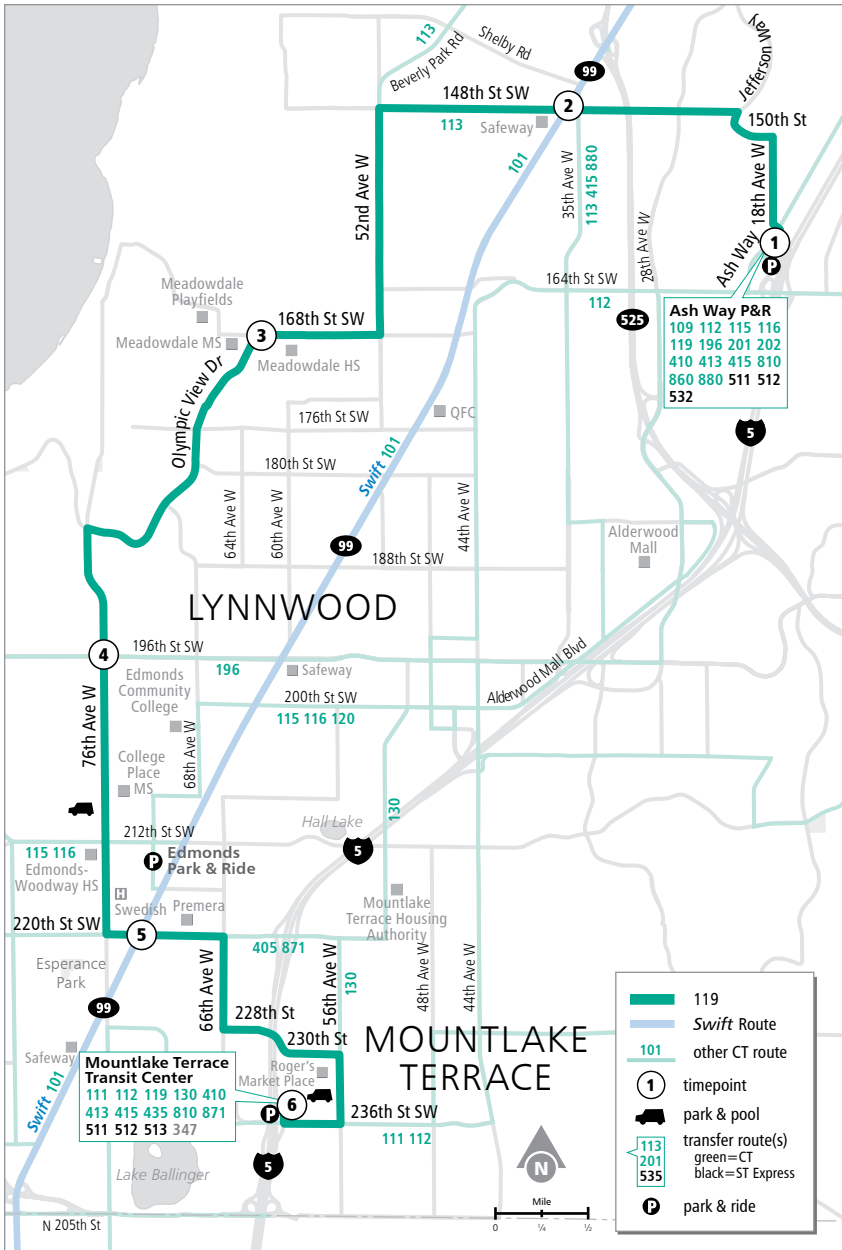 113
Shelby Rd
Beverly Park Rd
99
Jefferson Way
148th St SW
2
150th St
113
Safeway
101
35th Ave W
113 415 880
18th Ave W
52nd Ave W
28th Ave W
Ash Way
1
P
164th St SW
112
Meadowdale
Playfields
168th St SW
3
Meadowdale MS
Meadowdale HS
525
Ash Way P&R
109 112 115 116
119 196 201 202
410 413 415 810
860 880 511 512
532
Olympic View Dr
176th St SW
QFC
5
180th St SW
Swift 101
64th Ave W
60th Ave W
44th Ave W
99
188th St SW
Alderwood
Mall
LYNNWOOD
4
196th St SW
196
Safeway
Alderwood Mall Blvd
Edmonds
Community
College
200th St SW
115 116 120
76th Ave W
68th Ave W
College
Place
MS
130
Hall Lake
212th St SW
115 116
Edmonds-
Woodway HS
P
Edmonds
Park & Ride
5
H
Swedish
Premera
Mountlake
Terrace Housing
Authority
220th St SW
5
405 871
48th Ave W
44th Ave W
Esperance
Park
66th Ave W
56th Ave W
130
99
228th St
230th St
MOUNTLAKE
TERRACE
Safeway
Mountlake Terrace
Transit Center
111 112 119 130 410
413 415 435 810 871
511 512 513 347
Roger's
Market Place
6
P
236th St SW
111 112
Swift 101
Lake Ballinger
5
N
Mile
0 ¼ ½
N 205th St
119
Swift Route
101 other CT route
1 timepoint
park & pool
113
201
535
transfer route(s)
green=CT
black=ST Express
P park & ride